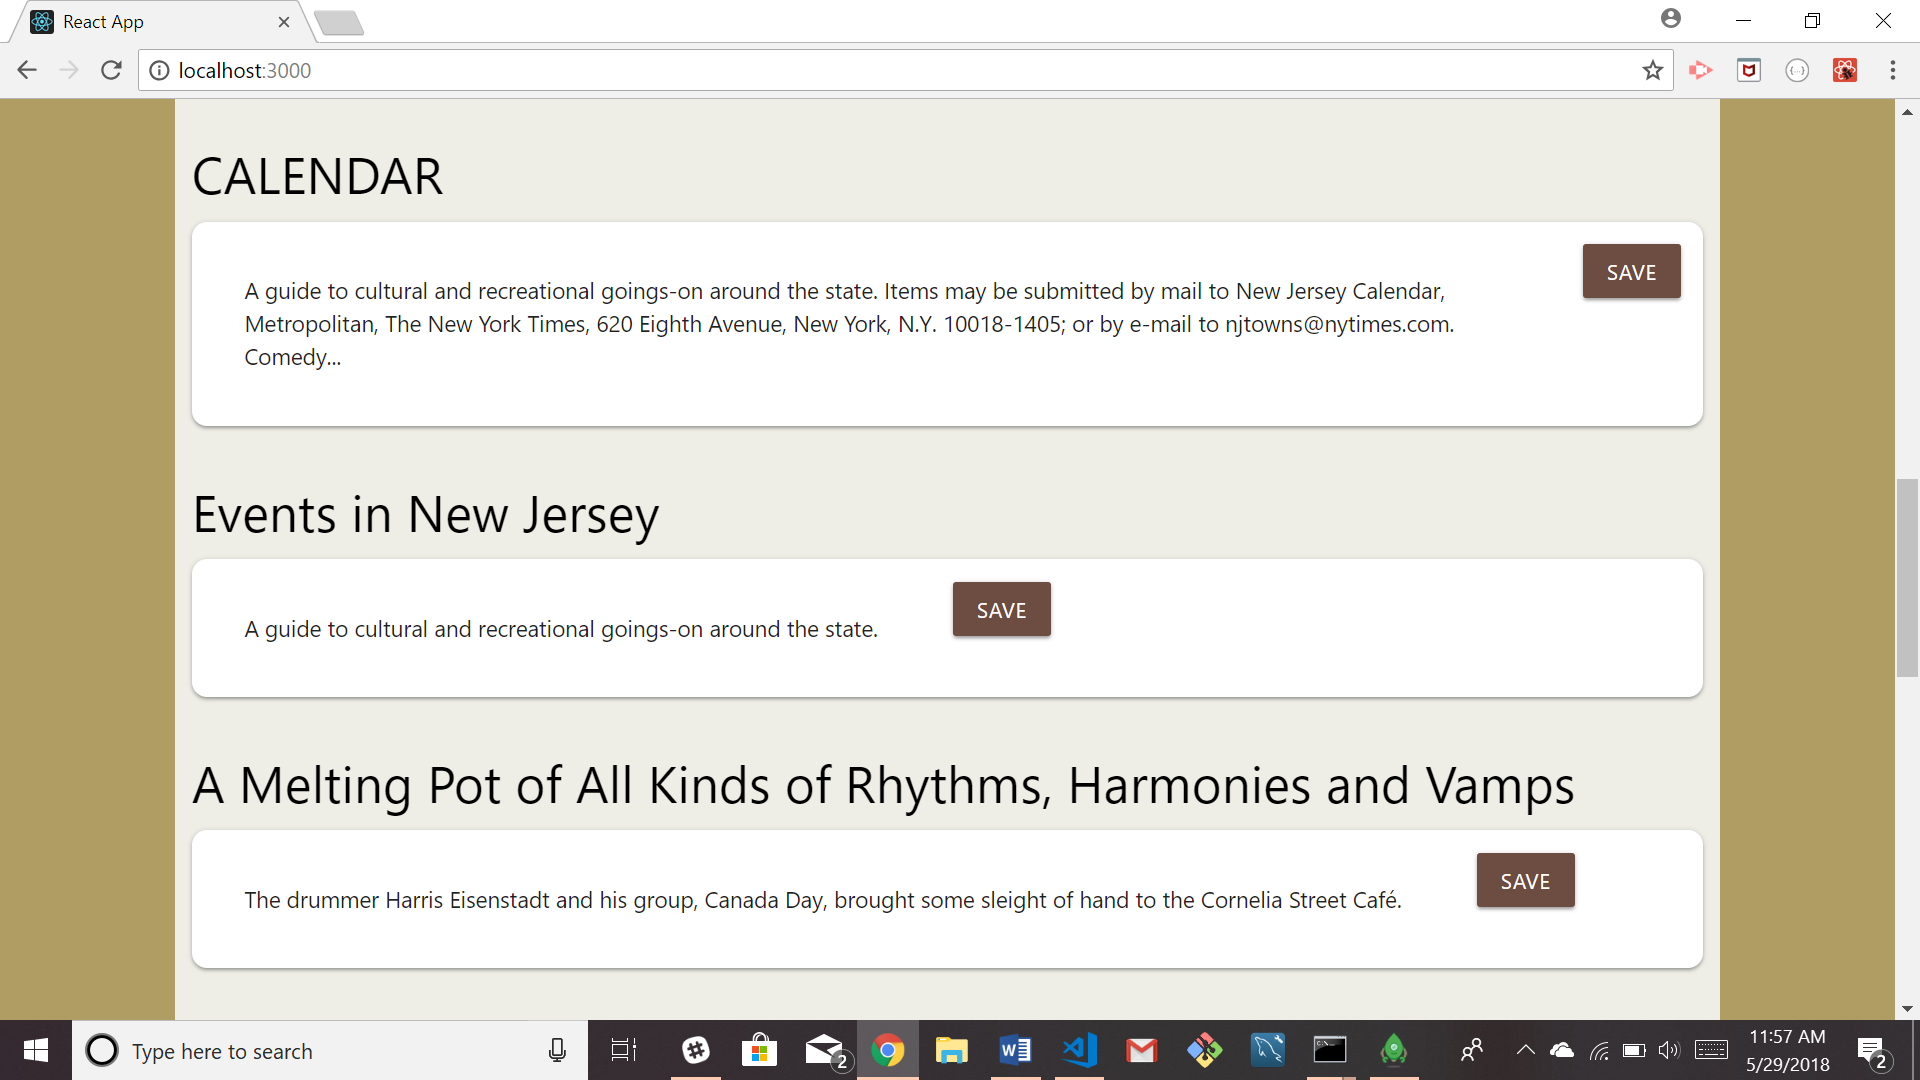 React App
localhost:3000
CALENDAR
A guide to cultural and recreational goings-on around the state. Items may be submitted by mail to New Jersey Calendar,
Metropolitan, The New York Times, 620 Eighth Avenue, New York, N.Y. 10018-1405; or by e-mail to njtowns@nytimes.com.
Comedy...
SAVE
Events in New Jersey
A guide to cultural and recreational goings-on around the state.
SAVE
A Melting Pot of All Kinds of Rhythms, Harmonies and Vamps
The drummer Harris Eisenstadt and his group, Canada Day, brought some sleight of hand to the Cornelia Street Café.
SAVE
Type here to search
2
11:57 AM
5/29/2018
2